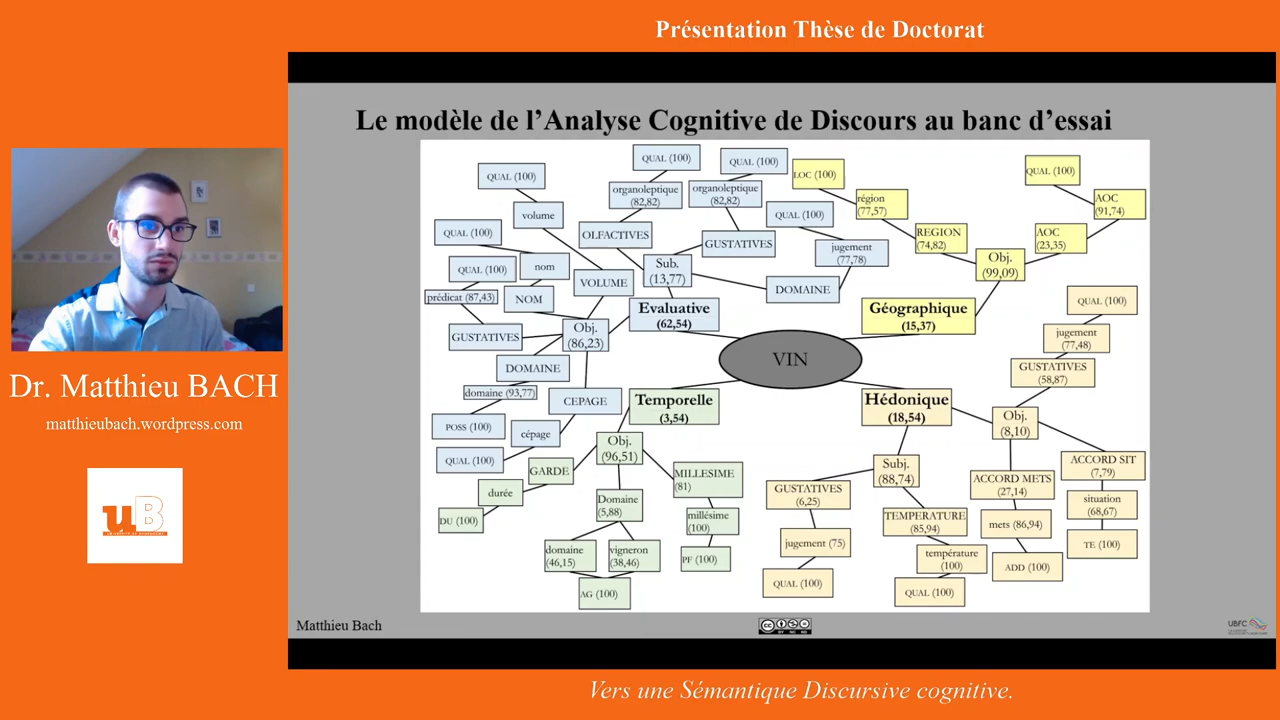 Présentation Thèse de Doctorat
Le modèle de l'Analyse Cognitive de Discours au banc d'essai
QUAL (100)
QUAL (100)
QUAL (100)
LOC (100)
QUAL (100)
organoleptique
(82,82)
organoleptique
(82,82)
région
(77,57)
AOC
(91,74)
volume
QUAL (100)
QUAL (100)
OLFACTIVES
GUSTATIVES
jugement
(77,78)
REGION
(74,82)
AOC
(23,35)
QUAL (100)
nom
VOLUME
Sub.
(13,77)
DOMAINE
Obj.
(99,09)
prédicat (87,43)
NOM
Evaluative
(62,54)
Géographique
(15,37)
QUAL (100)
GUSTATIVES
Obj.
(86,23)
jugement
(77,48)
VIN
DOMAINE
GUSTATIVES
(58,87)
domaine (93,77)
CEPAGE
Temporelle
(3,54)
Hédonique
(18,54)
POSS (100)
cépage
Obj.
(96,51)
Obj.
(8,10)
QUAL (100)
GARDE
MILLESIME
(81)
Subj.
(88,74)
ACCORD METS
(27,14)
ACCORD SIT
(7,79)
durée
Domaine
(5,88)
GUSTATIVES
(6,25)
situation
(68,67)
DU (100)
millésime
(100)
TEMPERATURE
(85,94)
mets (86,94)
domaine
(46,15)
vigneron
(38,46)
PF (100)
jugement (75)
température
(100)
ADD (100)
TE (100)
AG (100)
QUAL (100)
QUAL (100)
Matthieu Bach
CC
BY NC ND
UBFC
Dr. Matthieu BACH
matthieubach.wordpress.com
uB
UNIVERSITÉ DE BOURGOGNE
Vers une Sémantique Discursive cognitive.